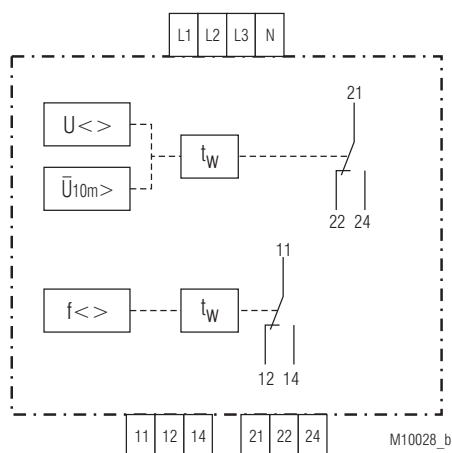 L1 L2 L3 N
U<>
Ū10m>
tw
21
22 24
f<>
tw
11
12 14
11 12 14 21 22 24
M10028_b